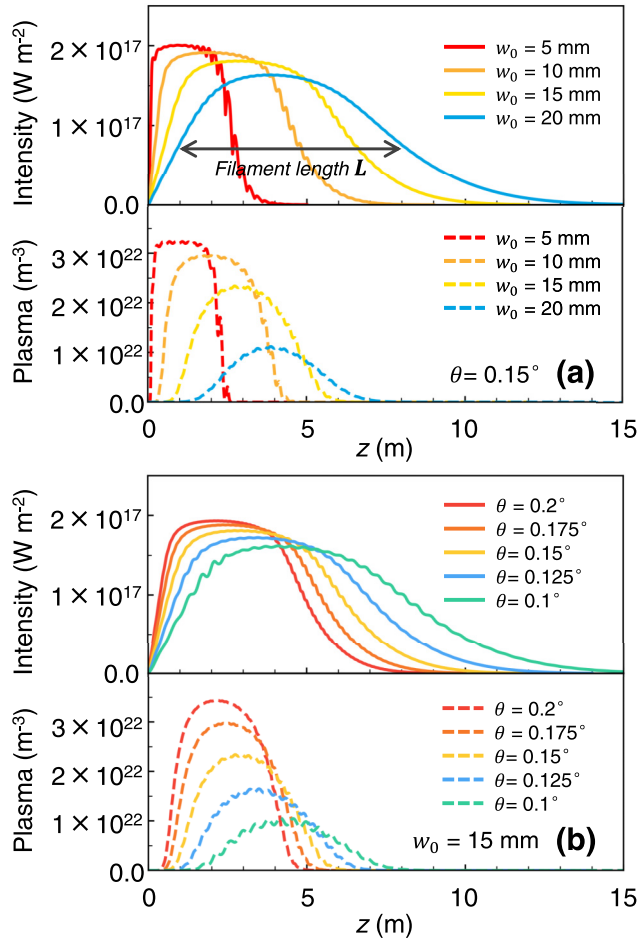 Intensity (W m⁻²)
2 × 10¹⁷
1 × 10¹⁷
0.0
w₀ = 5 mm
w₀ = 10 mm
w₀ = 15 mm
w₀ = 20 mm
Filament length L
Plasma (m⁻³)
3 × 10²²
2 × 10²²
1 × 10²²
0.0
w₀ = 5 mm
w₀ = 10 mm
w₀ = 15 mm
w₀ = 20 mm
θ = 0.15° (a)
0 5 10 15
z (m)
Intensity (W m⁻²)
2 × 10¹⁷
1 × 10¹⁷
0.0
θ = 0.2°
θ = 0.175°
θ = 0.15°
θ = 0.125°
θ = 0.1°
Plasma (m⁻³)
3 × 10²²
2 × 10²²
1 × 10²²
0.0
θ = 0.2°
θ = 0.175°
θ = 0.15°
θ = 0.125°
θ = 0.1°
w₀ = 15 mm (b)
0 5 10 15
z (m)